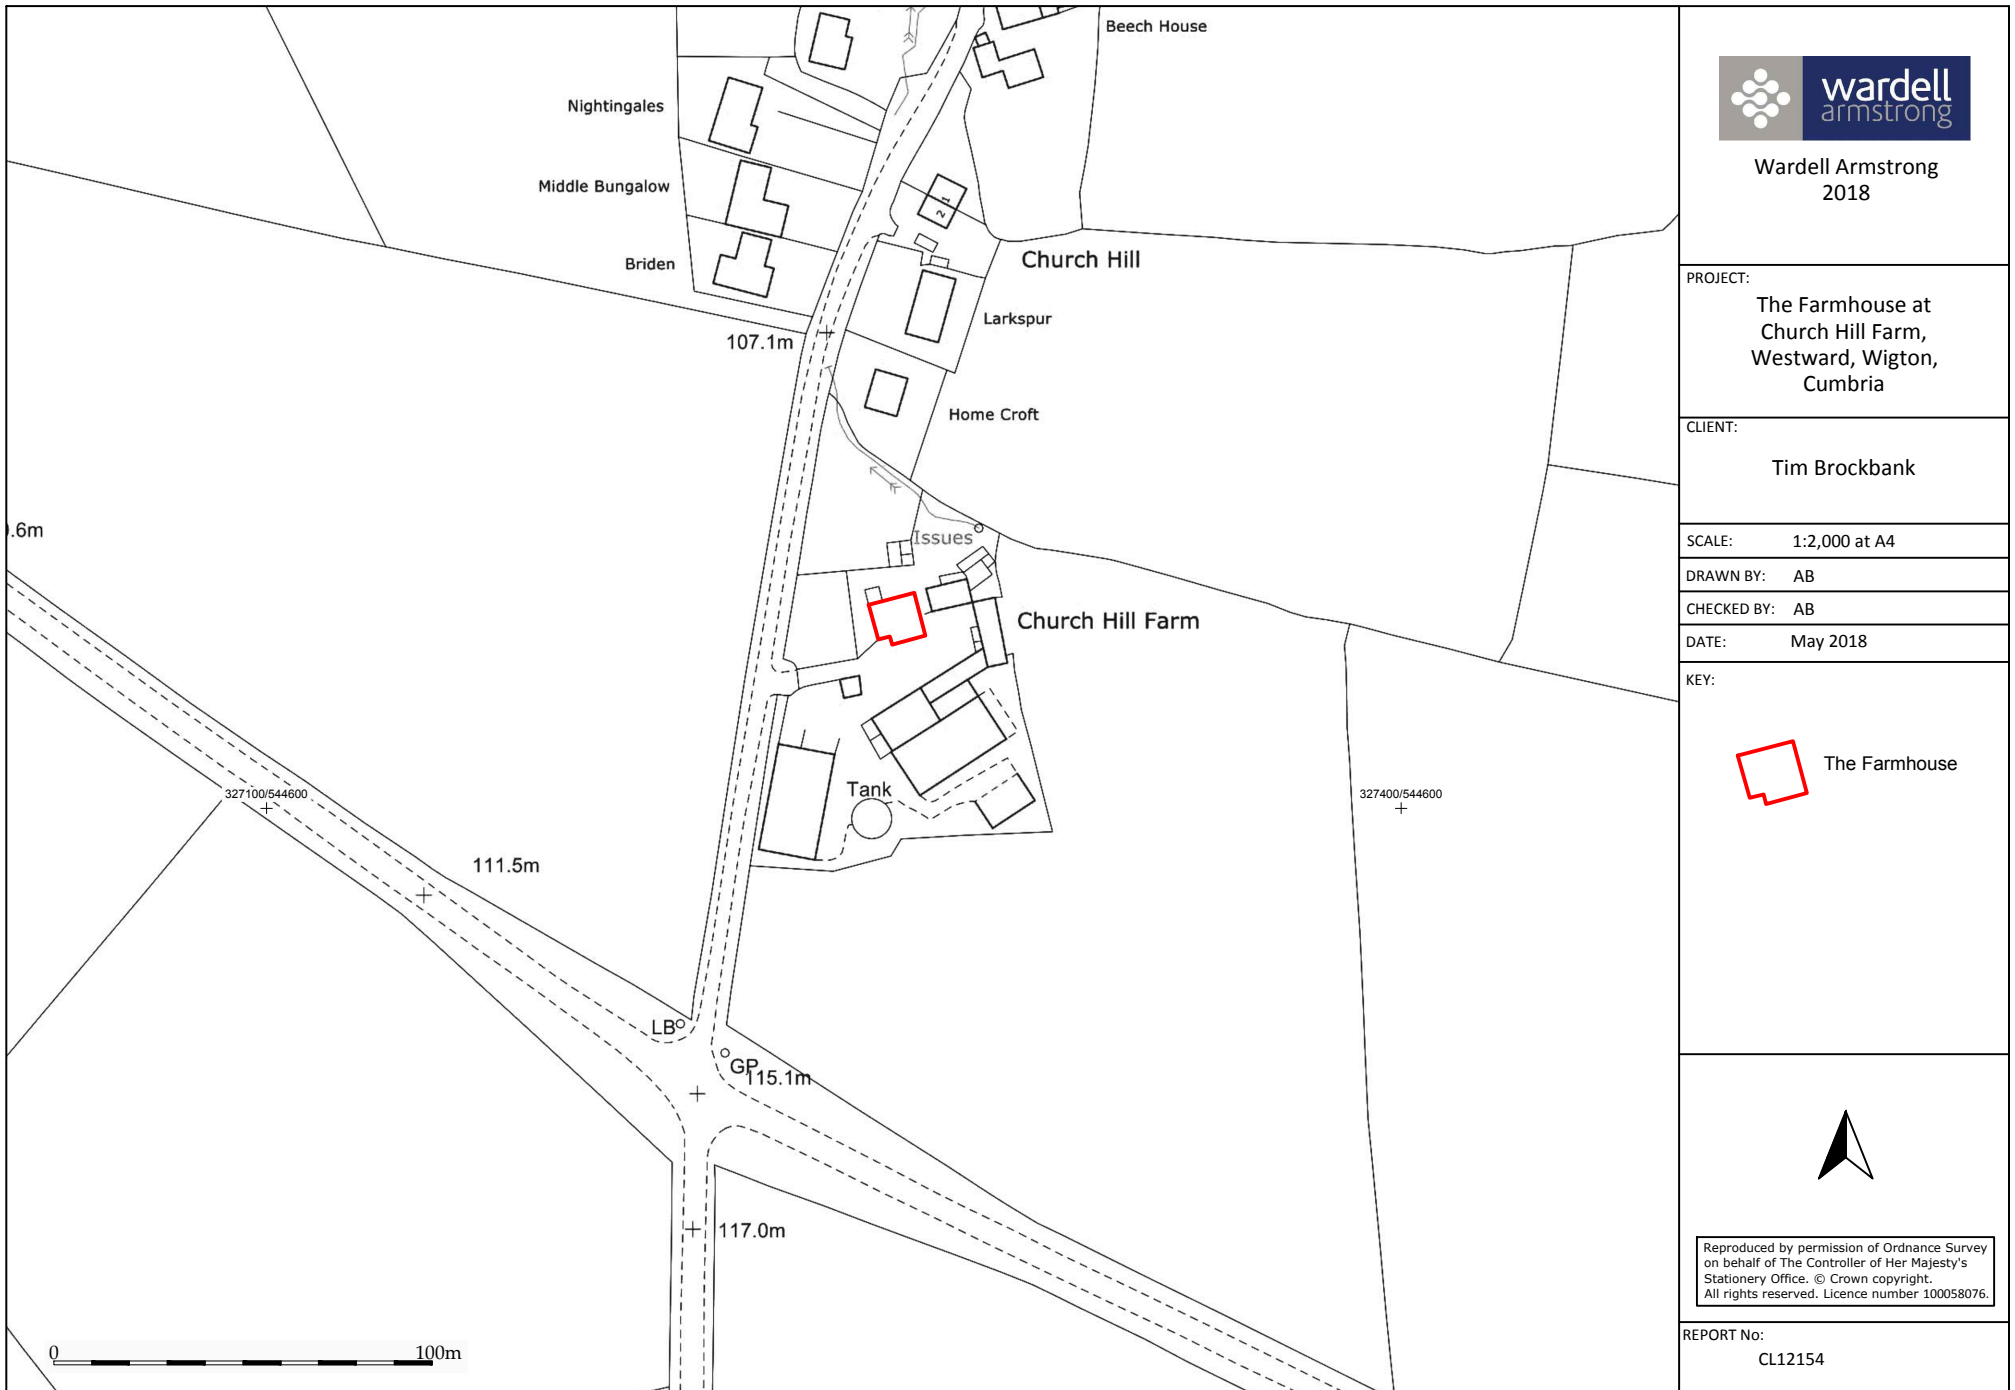 Beech House
Nightingales
Middle Bungalow
Briden
1
2
Church Hill
Larkspur
107.1m
Home Croft
.6m
Issues
Church Hill Farm
Tank
327100/544600
327400/544600
111.5m
LB
GP
115.1m
117.0m
0
100m
wardell
armstrong
Wardell Armstrong
2018
PROJECT:
The Farmhouse at
Church Hill Farm,
Westward, Wigton,
Cumbria
CLIENT:
Tim Brockbank
SCALE: 1:2,000 at A4
DRAWN BY: AB
CHECKED BY: AB
DATE: May 2018
KEY:
The Farmhouse
Reproduced by permission of Ordnance Survey
on behalf of The Controller of Her Majesty's
Stationery Office. © Crown copyright.
All rights reserved. Licence number 100058076.
REPORT No:
CL12154